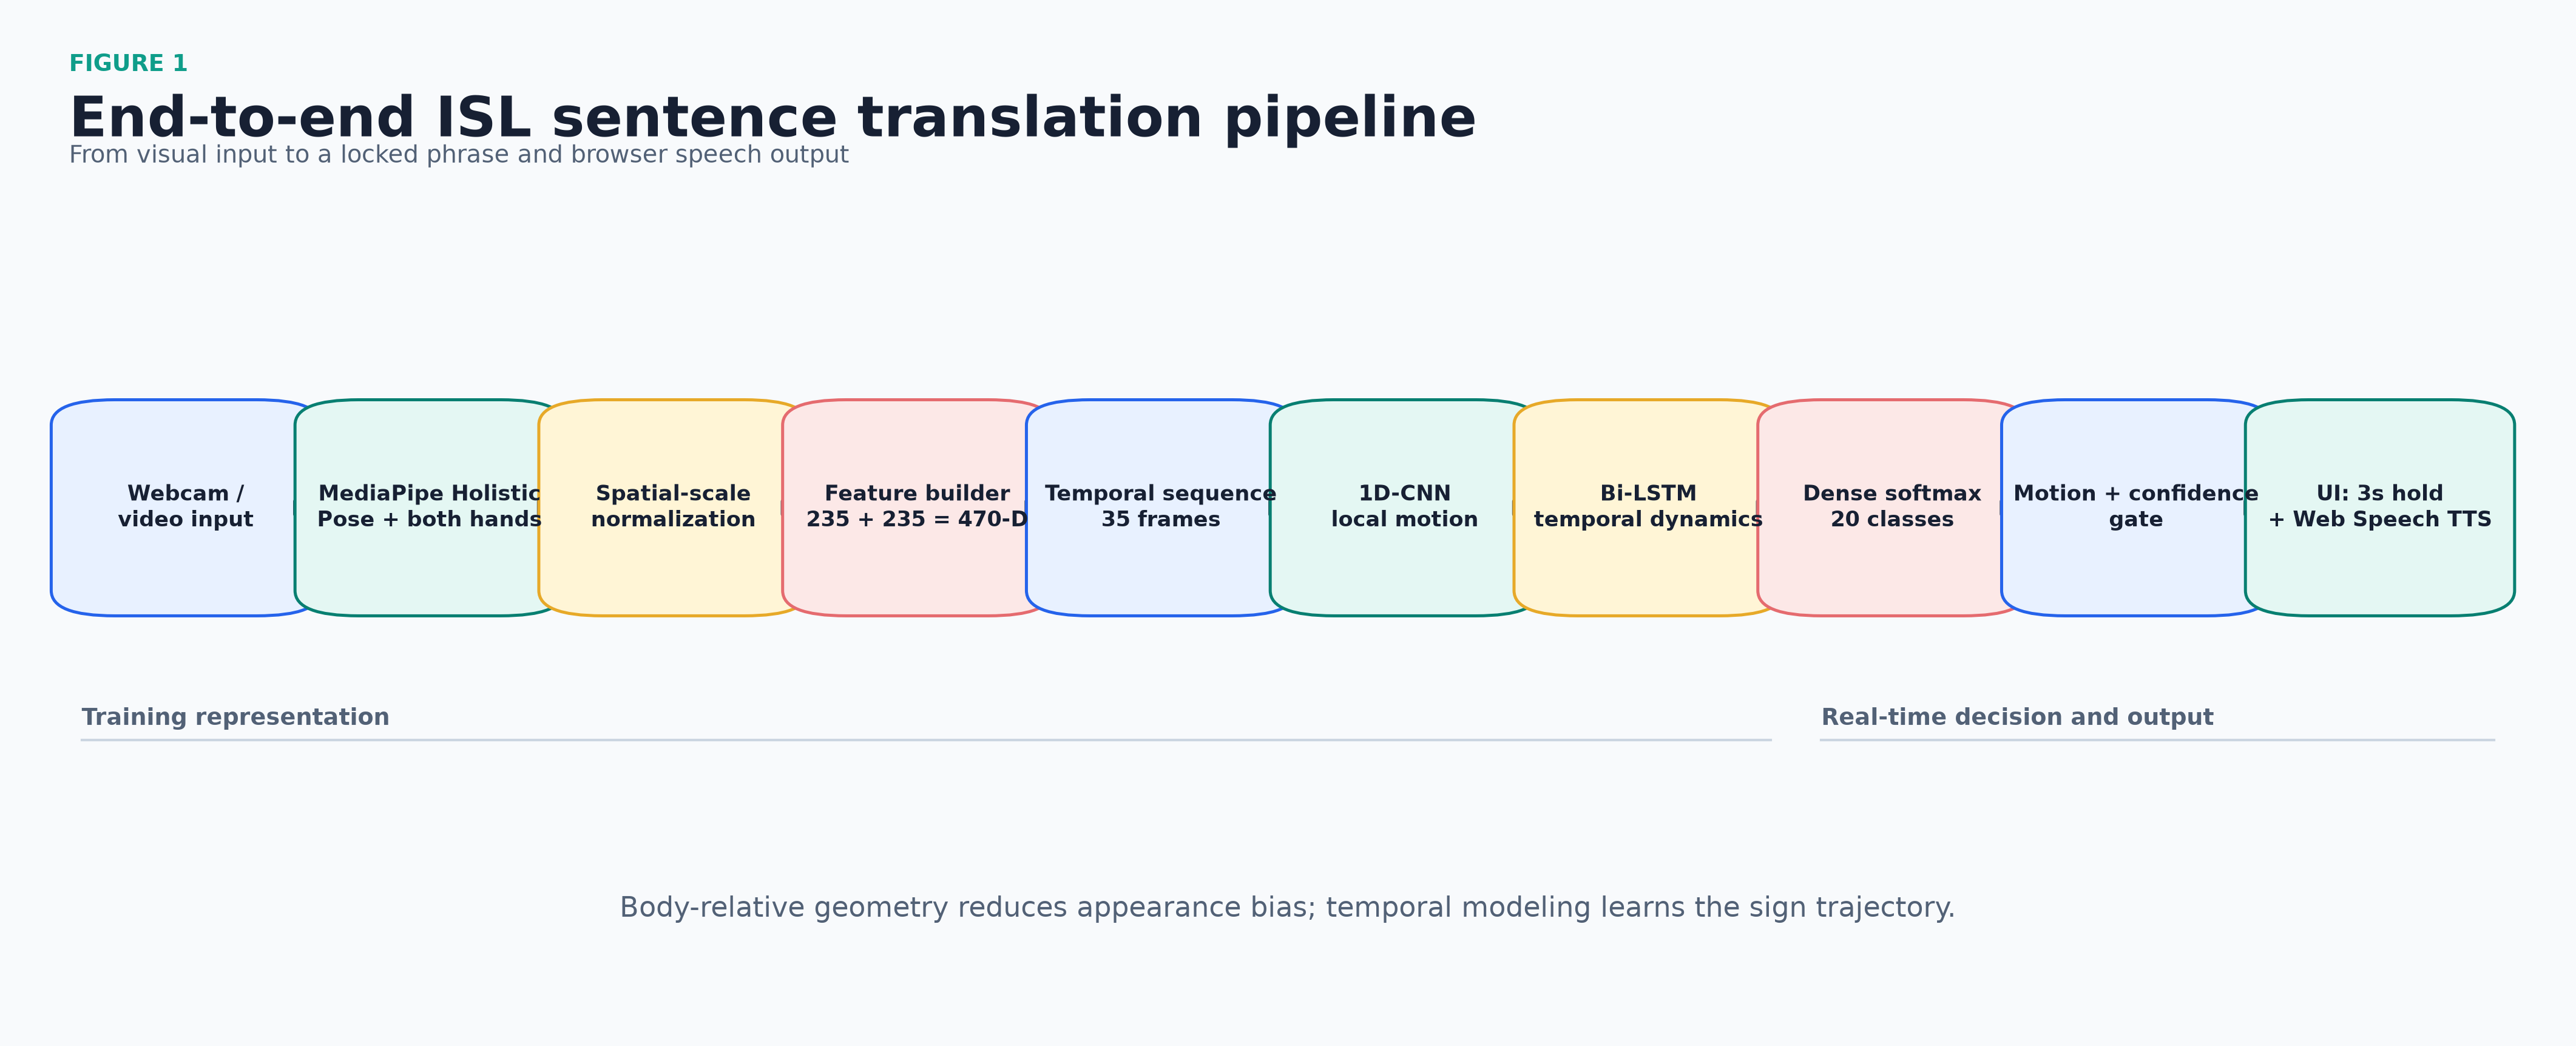 FIGURE 1
End-to-end ISL sentence translation pipeline
From visual input to a locked phrase and browser speech output
Webcam /
video input
MediaPipe Holistic
Pose + both hands
Spatial-scale
normalization
Feature builder
235 + 235 = 470-D
Temporal sequence
35 frames
1D-CNN
local motion
Bi-LSTM
temporal dynamics
Dense softmax
20 classes
Motion + confidence
gate
UI: 3s hold
+ Web Speech TTS
Training representation
Real-time decision and output
Body-relative geometry reduces appearance bias; temporal modeling learns the sign trajectory.